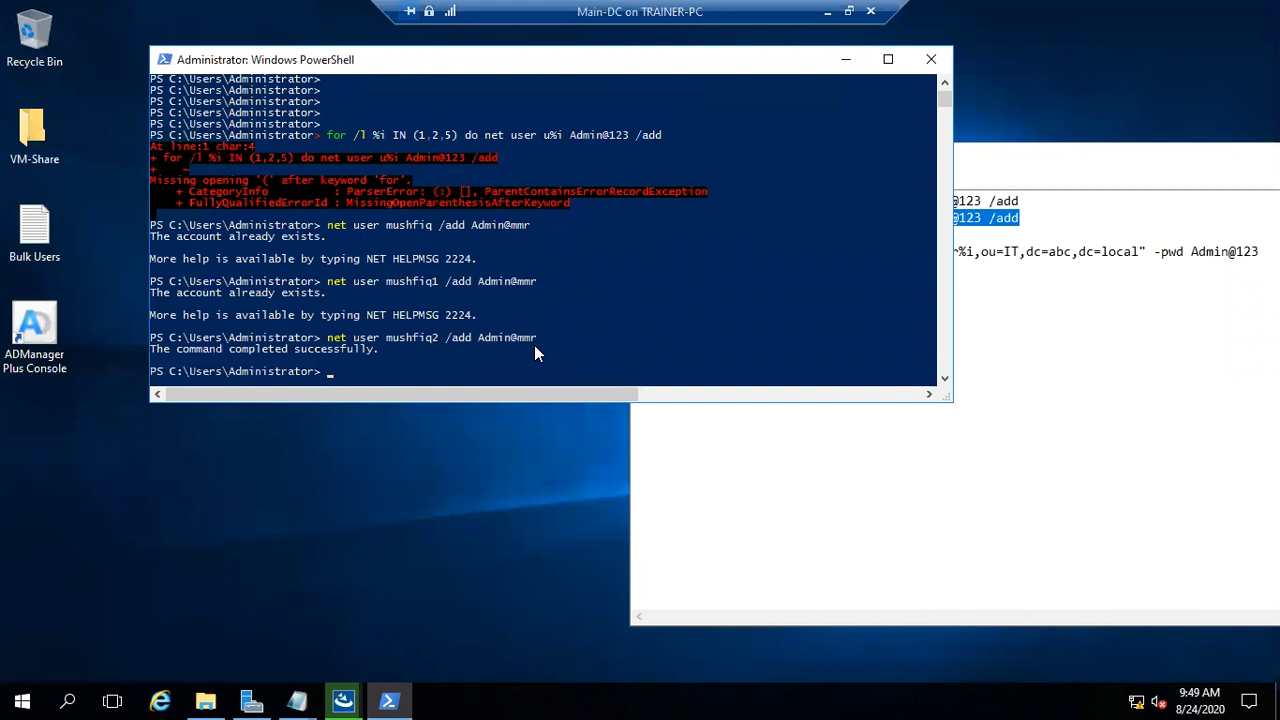 Main-DC on TRAINER-PC
Recycle Bin
VM-Share
Bulk Users
ADManager
Plus Console
Administrator: Windows PowerShell
PS C:\Users\Administrator>
PS C:\Users\Administrator>
PS C:\Users\Administrator>
PS C:\Users\Administrator>
PS C:\Users\Administrator>
PS C:\Users\Administrator> for /l %i IN (1,2,5) do net user u%i Admin@123 /add
At line:1 char:4
+ for /l %i IN (1,2,5) do net user u%i Admin@123 /add
+    ~
Missing opening '(' after keyword 'for'.
    + CategoryInfo          : ParserError: (:) [], ParentContainsErrorRecordException
    + FullyQualifiedErrorId : MissingOpenParenthesisAfterKeyword
PS C:\Users\Administrator> net user mushfiq /add Admin@mmr
The account already exists.
More help is available by typing NET HELPMSG 2224.
PS C:\Users\Administrator> net user mushfiq1 /add Admin@mmr
The account already exists.
More help is available by typing NET HELPMSG 2224.
PS C:\Users\Administrator> net user mushfiq2 /add Admin@mmr
The command completed successfully.
PS C:\Users\Administrator> _
@123 /add
@123 /add
r%i,ou=IT,dc=abc,dc=local" -pwd Admin@123
9:49 AM
8/24/2020